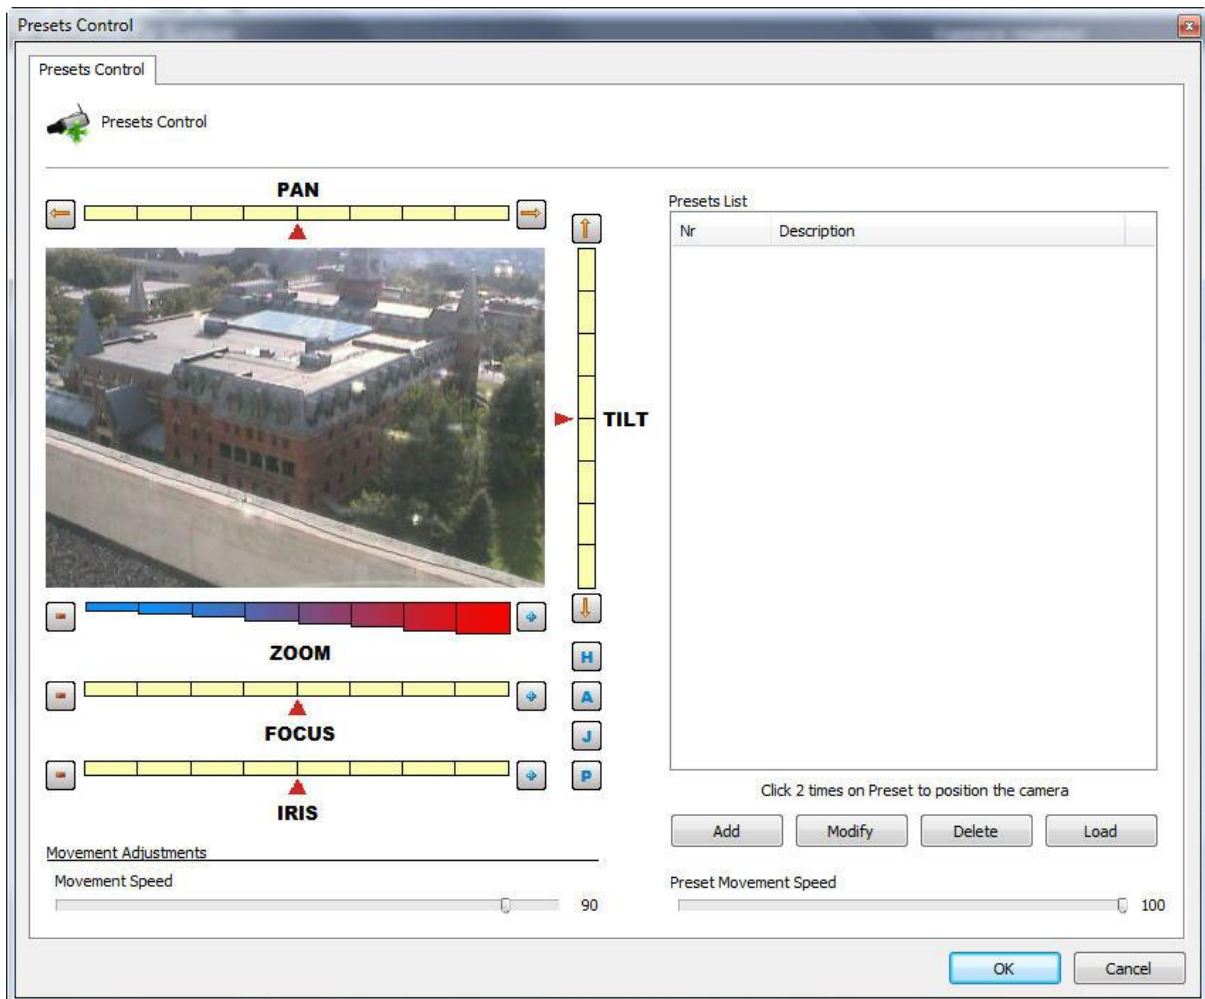 Presets Control
Presets Control
Presets Control
PAN
TILT
ZOOM
H
A
FOCUS
J
P
IRIS
Movement Adjustments
Movement Speed
90
Presets List
Nr Description
Click 2 times on Preset to position the camera
Add Modify Delete Load
Preset Movement Speed
100
OK Cancel